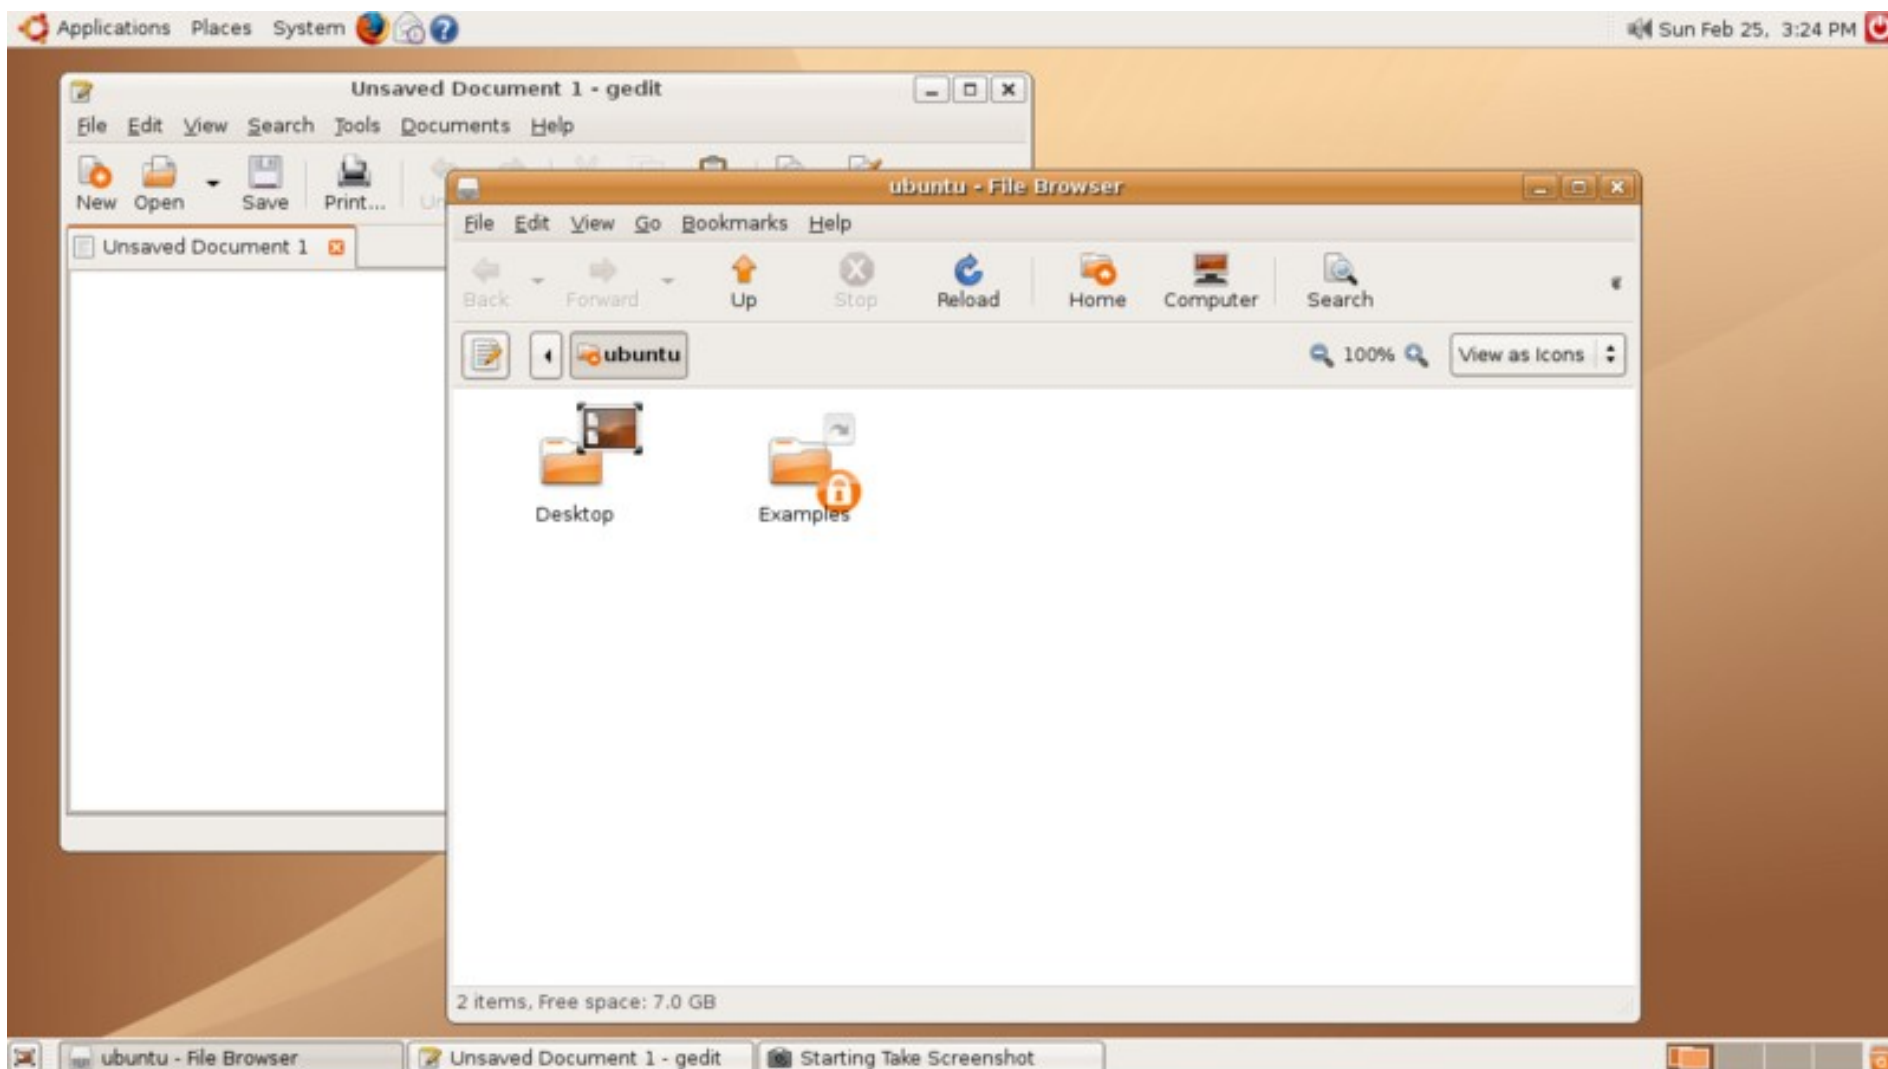 Applications Places System
Sun Feb 25, 3:24 PM
Unsaved Document 1 - gedit
File Edit View Search Tools Documents Help
New Open Save Print...
Unsaved Document 1
ubuntu - File Browser
File Edit View Go Bookmarks Help
Back Forward Up Stop Reload Home Computer Search
ubuntu
100% View as Icons
Desktop Examples
2 items, Free space: 7.0 GB
ubuntu - File Browser
Unsaved Document 1 - gedit
Starting Take Screenshot